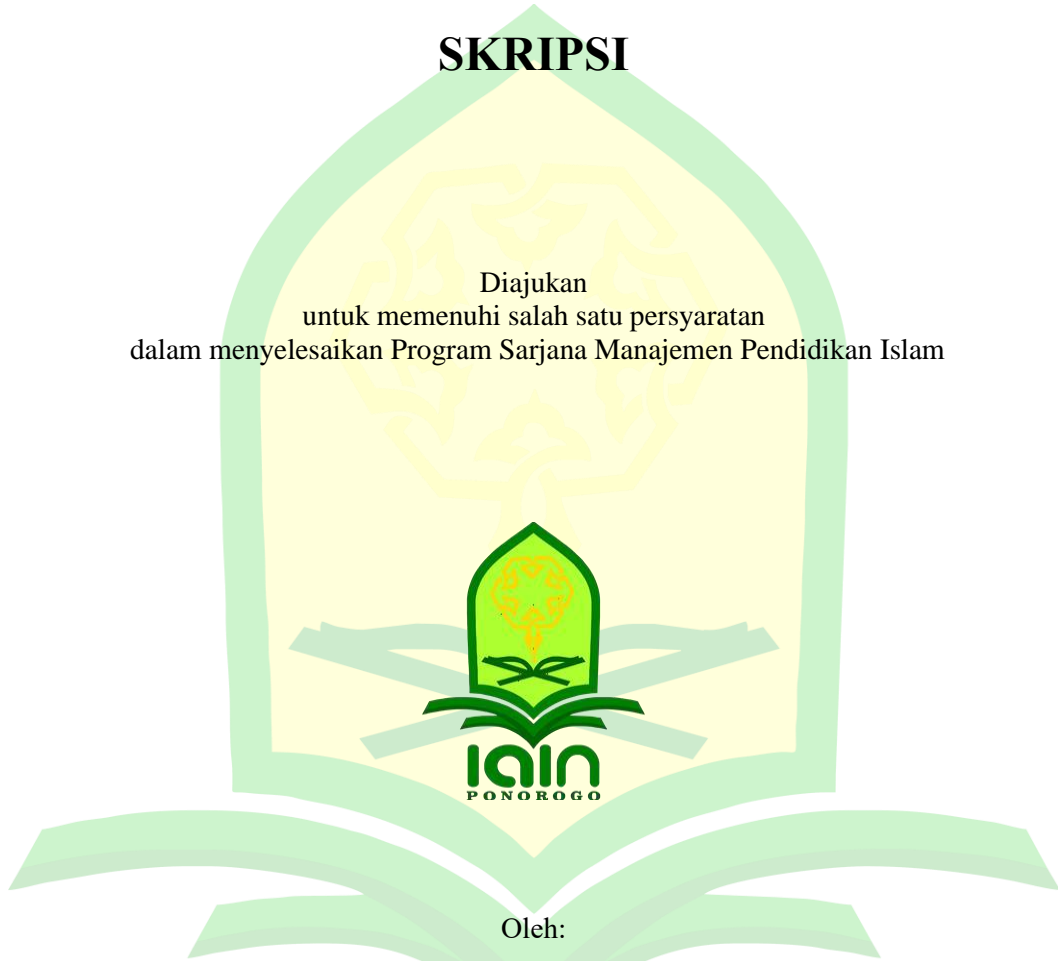 SKRIPSI
Diajukan
untuk memenuhi salah satu persyaratan
dalam menyelesaikan Program Sarjana Manajemen Pendidikan Islam
IAIN
PONOROGO
Oleh: